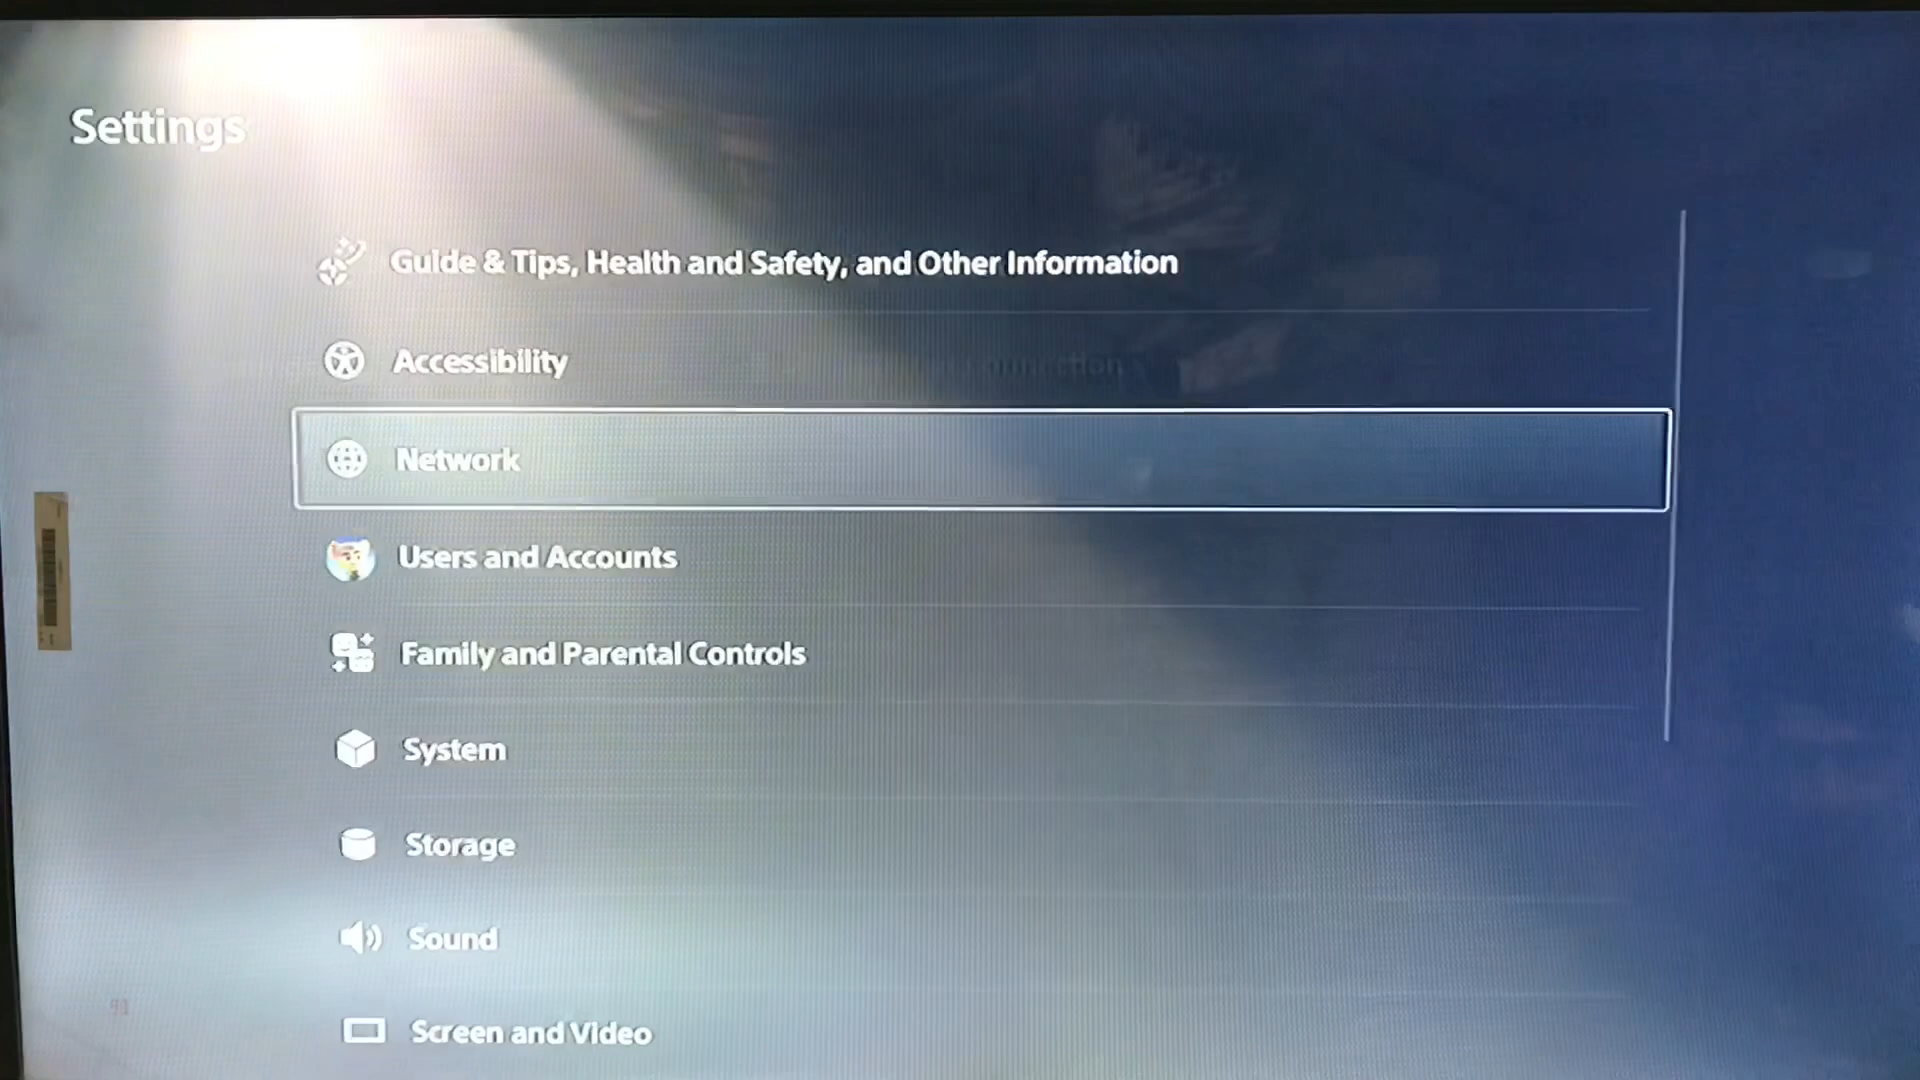 Settings
Guide & Tips, Health and Safety, and Other Information
Accessibility
Network
Users and Accounts
Family and Parental Controls
System
Storage
Sound
Screen and Video